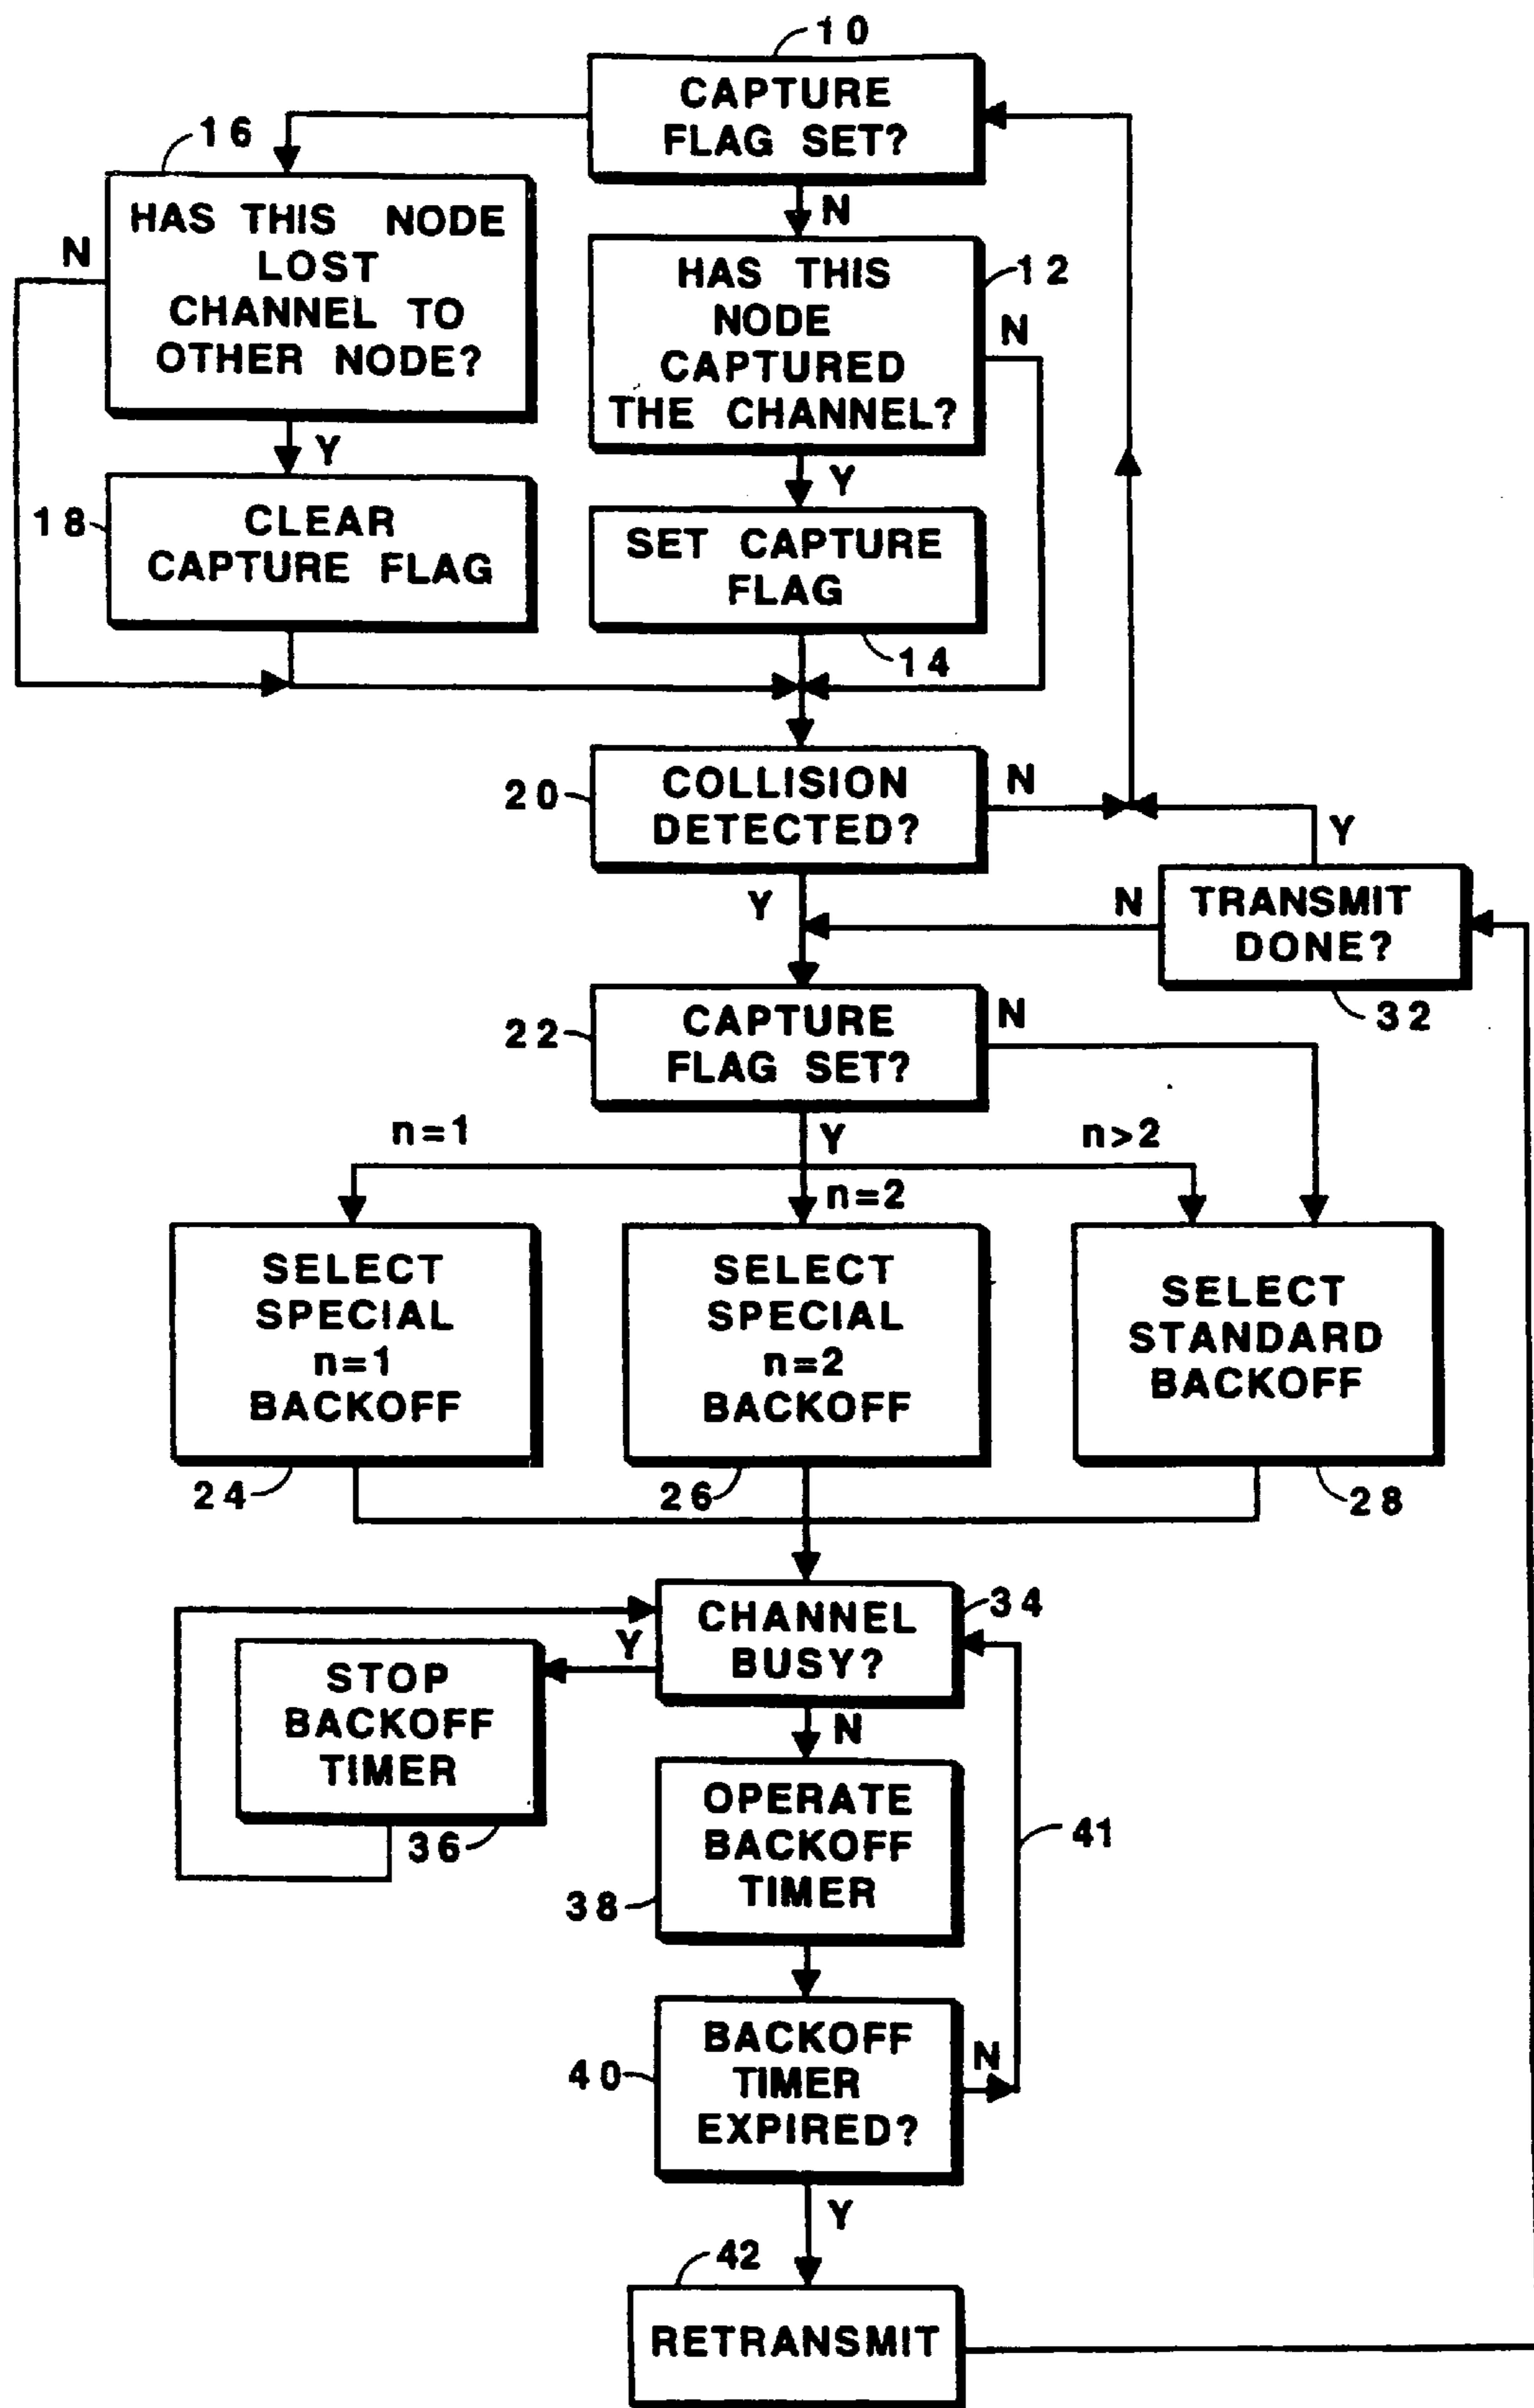 10
CAPTURE
FLAG SET?
16
HAS THIS NODE
LOST
CHANNEL TO
OTHER NODE?
N
N
HAS THIS
NODE
CAPTURED
THE CHANNEL?
12
N
Y
18
CLEAR
CAPTURE FLAG
Y
SET CAPTURE
FLAG
14
20
COLLISION
DETECTED?
N
Y
Y
TRANSMIT
DONE?
N
32
22
CAPTURE
FLAG SET?
N
n=1
Y
n>2
n=2
SELECT
SPECIAL
n=1
BACKOFF
24
SELECT
SPECIAL
n=2
BACKOFF
26
SELECT
STANDARD
BACKOFF
28
CHANNEL
BUSY?
34
Y
STOP
BACKOFF
TIMER
36
N
OPERATE
BACKOFF
TIMER
38
41
BACKOFF
TIMER
EXPIRED?
40
N
Y
42
RETRANSMIT